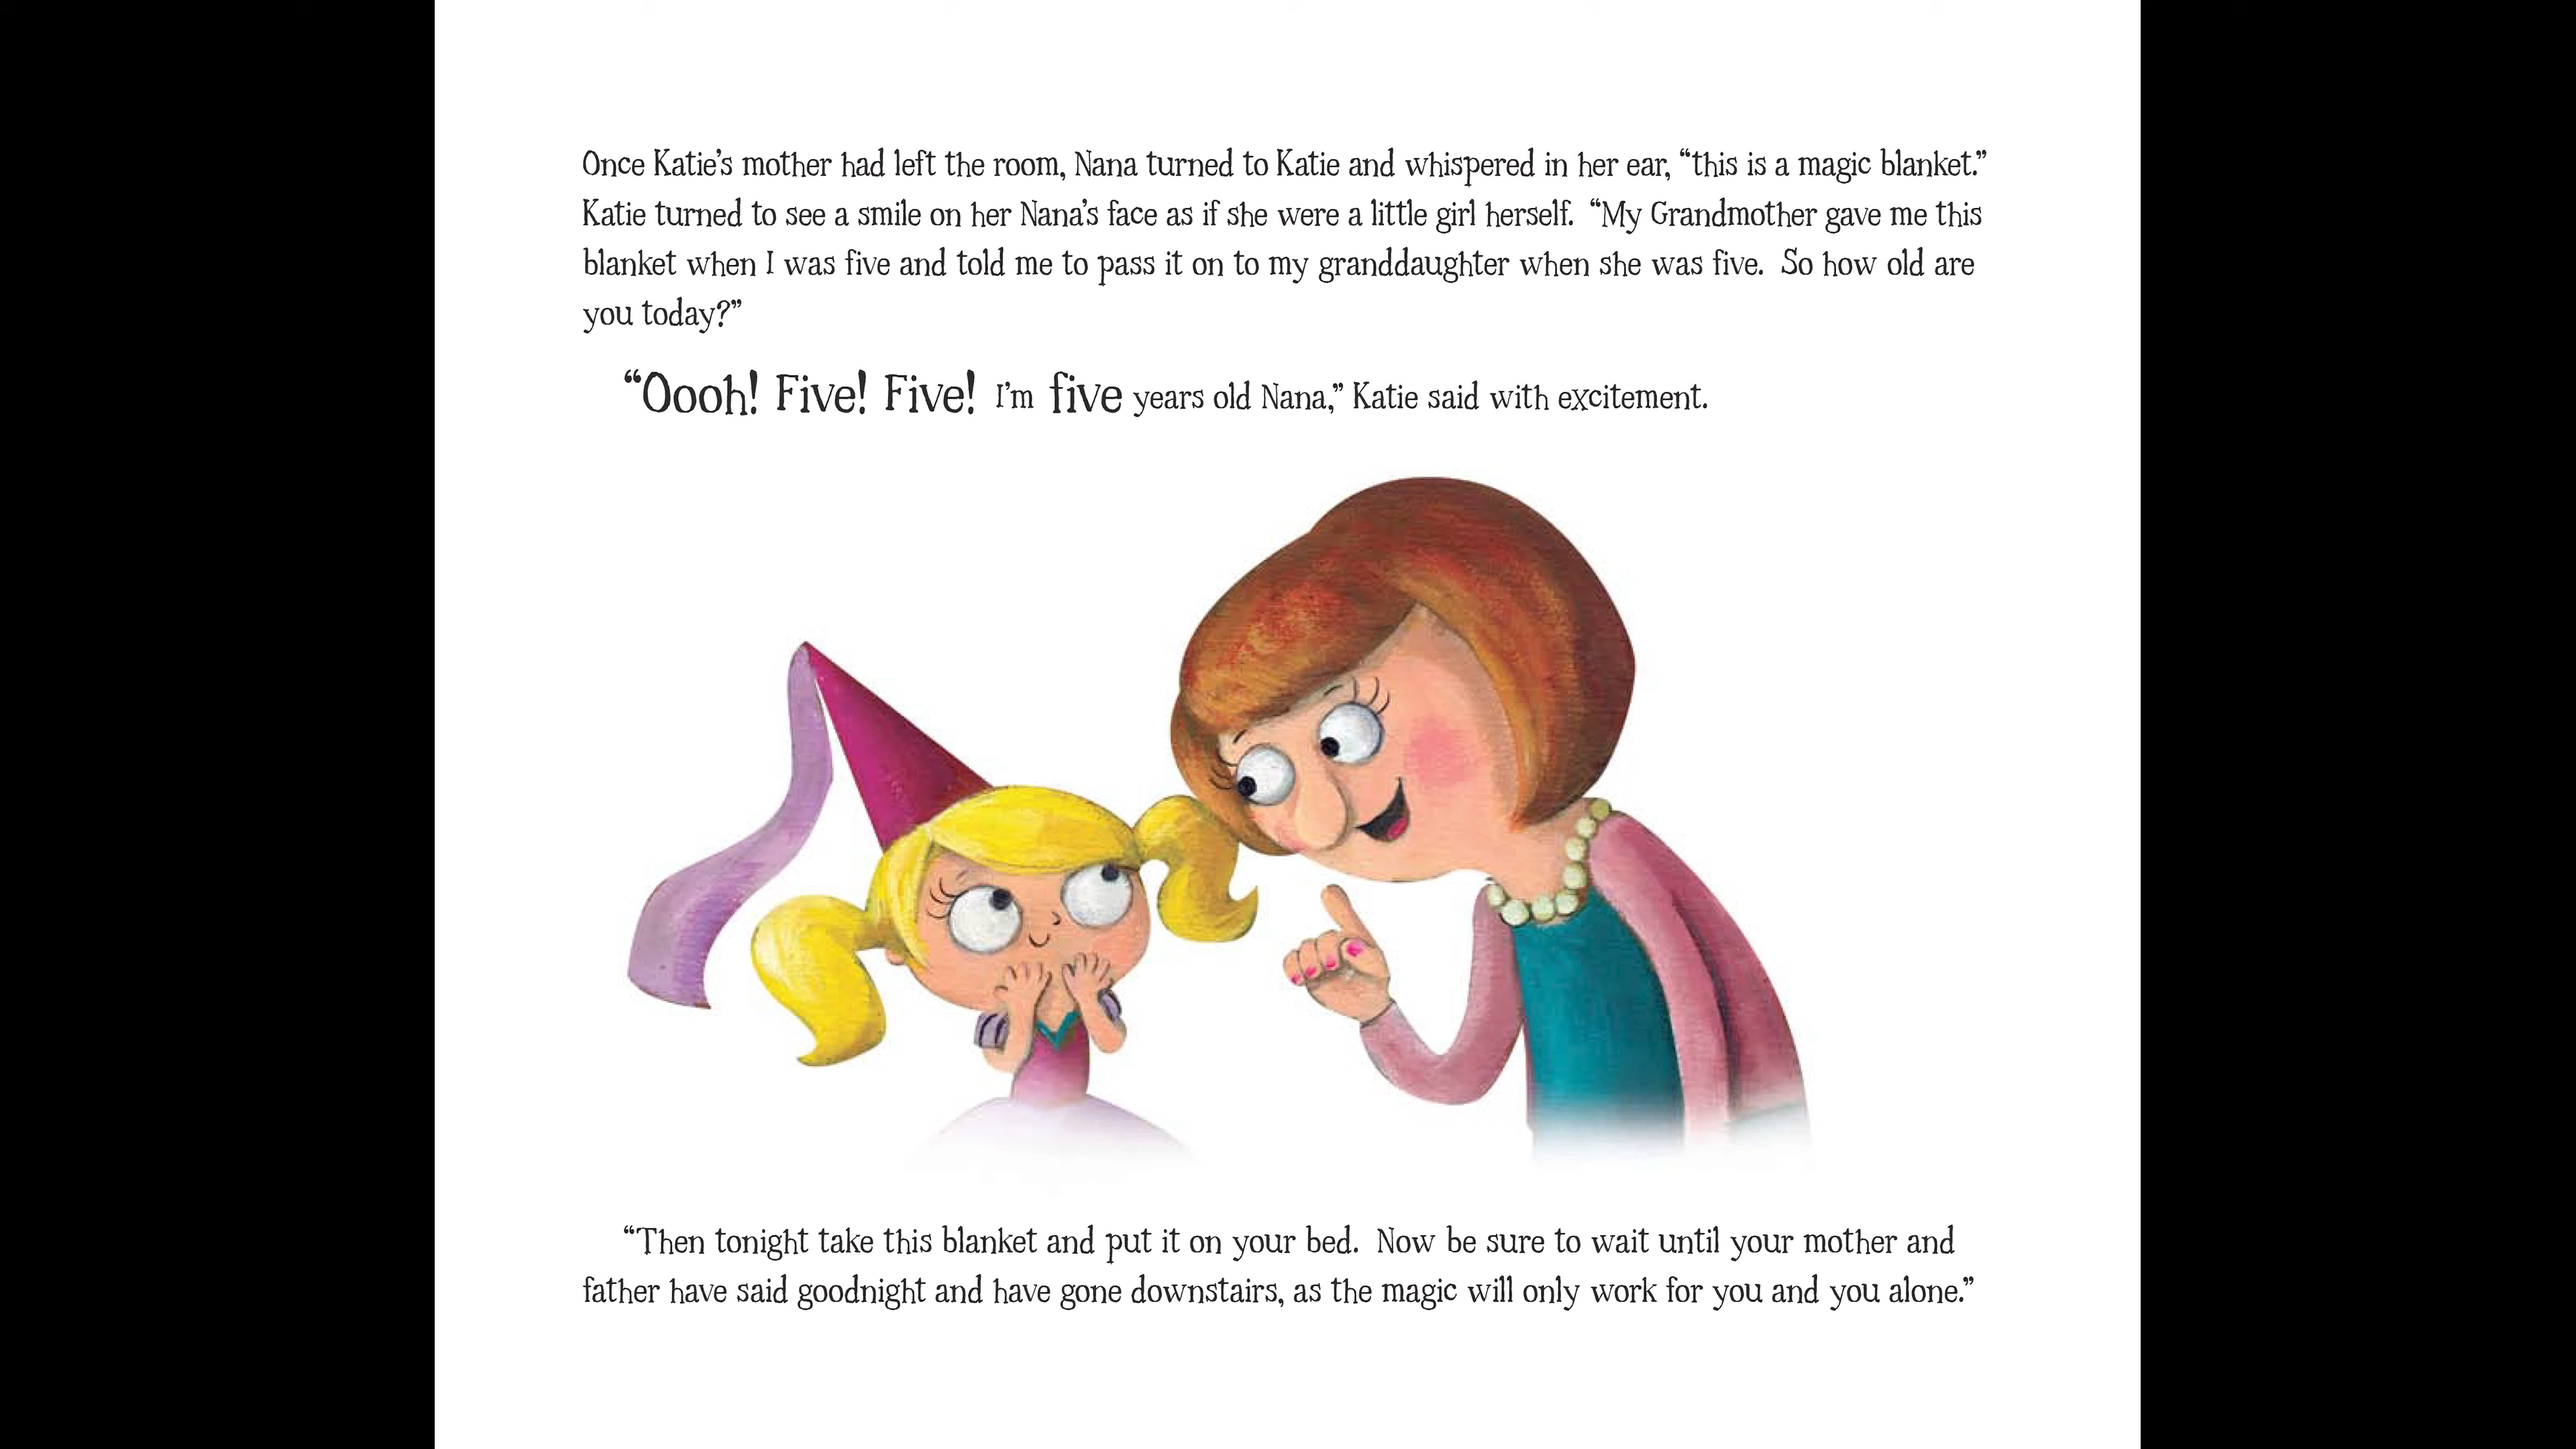 Once Katie’s mother had left the room, Nana turned to Katie and whispered in her ear, “this is a magic blanket.”
Katie turned to see a smile on her Nana’s face as if she were a little girl herself.  “My Grandmother gave me this
blanket when I was five and told me to pass it on to my granddaughter when she was five.  So how old are
you today?”
“Oooh! Five! Five! I’m five years old Nana,” Katie said with excitement.
“Then tonight take this blanket and put it on your bed.  Now be sure to wait until your mother and
father have said goodnight and have gone downstairs, as the magic will only work for you and you alone.”